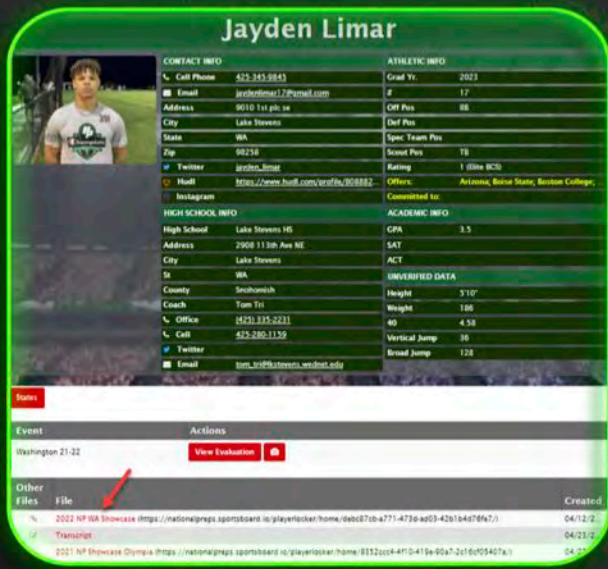 Jayden Limar
CONTACT INFO
Cell Phone 425-345-9845
Email jaydenlimar17@gmail.com
Address 9010 1st plc se
City Lake Stevens
State WA
Zip 98258
Twitter jayden_limar
Hudl https://www.hudl.com/profile/808882...
Instagram
HIGH SCHOOL INFO
High School Lake Stevens HS
Address 2908 113th Ave NE
City Lake Stevens
St WA
County Snohomish
Coach Tom Tri
Office (425) 335-2231
Cell 425-280-1159
Twitter
Email tom_tri@lkstevens.wednet.edu
ATHLETIC INFO
Grad Yr. 2023
# 17
Off Pos RB
Def Pos
Spec Team Pos
Scout Pos TB
Rating 1 (Elite BCS)
Offers: Arizona; Boise State; Boston College; ...
Committed to:
ACADEMIC INFO
GPA 3.5
SAT
ACT
UNVERIFIED DATA
Height 5'10"
Weight 186
40 4.58
Vertical Jump 36
Broad Jump 128
States
Event Actions
Washington 21-22 View Evaluation
Other Files File Created
2022 NP WA Showcase (https://nationalpreps.sportsboard.io/playerlocker/home/debc87cb-a771-473d-ad03-42b1b4d76fe7/) 04/12/2...
Transcript 04/23/2...
2021 NP Showcase Olympia (https://nationalpreps.sportsboard.io/playerlocker/home/8352ccc4-4f10-419e-90a7-2c16cf05407a/)